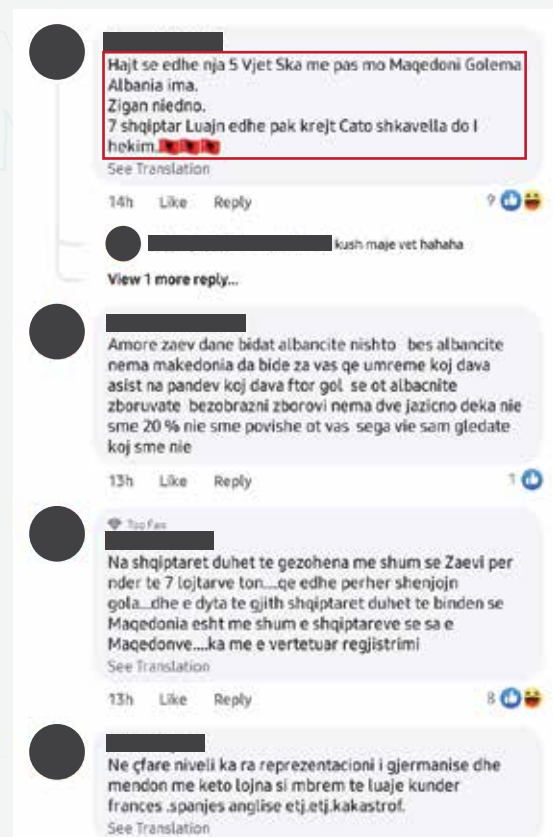 Hajt se edhe nja 5 Vjet Ska me pas mo Maqedoni Golema
Albania ima.
Zigan niedno.
7 shqiptar Luajn edhe pak krejt Cato shkavella do I
hekim.
See Translation
14h Like Reply 9
kush maje vet hahaha
View 1 more reply...
Amore zaev dane bidat albancite nishto bes albancite
nema makedonia da bide za vas qe umreme koj dava
asist na pandev koj dava ftor gol se ot albacnite
zboruvate bezobrazni zborovi nema dve jazicno deka nie
sme 20 % nie sme povishe ot vas sega vie sam gledate
koj sme nie
13h Like Reply 1
Top Fan
Na shqiptaret duhet te gezohena me shum se Zaevi per
nder te 7 lojtarve ton....qe edhe perher shenjojn
gola...dhe e dyta te gjith shqiptaret duhet te binden se
Maqedonia esht me shum e shqiptareve se sa e
Maqedonve....ka me e vertetuar regjistrimi
See Translation
13h Like Reply 8
Ne çfare niveli ka ra reprezentacioni i gjermanise dhe
mendon me keto lojna si mbrem te luaje kunder
frances .spanjes anglise etj.etj.kakastrof.
See Translation